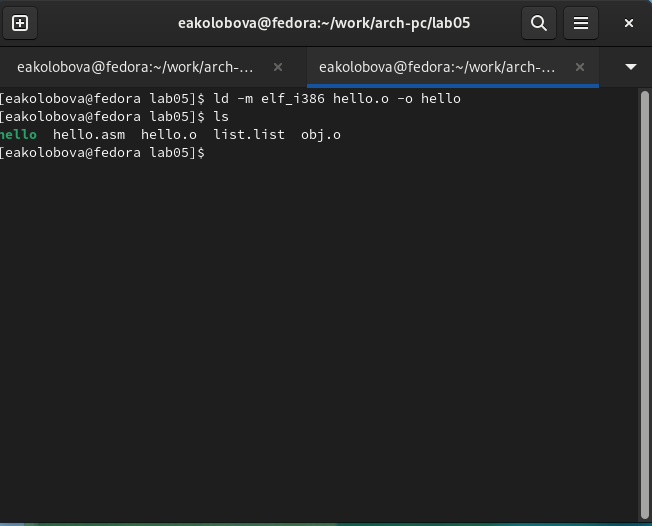 eakolobova@fedora:~/work/arch-pc/lab05
eakolobova@fedora:~/work/arch-... eakolobova@fedora:~/work/arch-...
[eakolobova@fedora lab05]$ ld -m elf_i386 hello.o -o hello
[eakolobova@fedora lab05]$ ls
hello  hello.asm  hello.o  list.list  obj.o
[eakolobova@fedora lab05]$